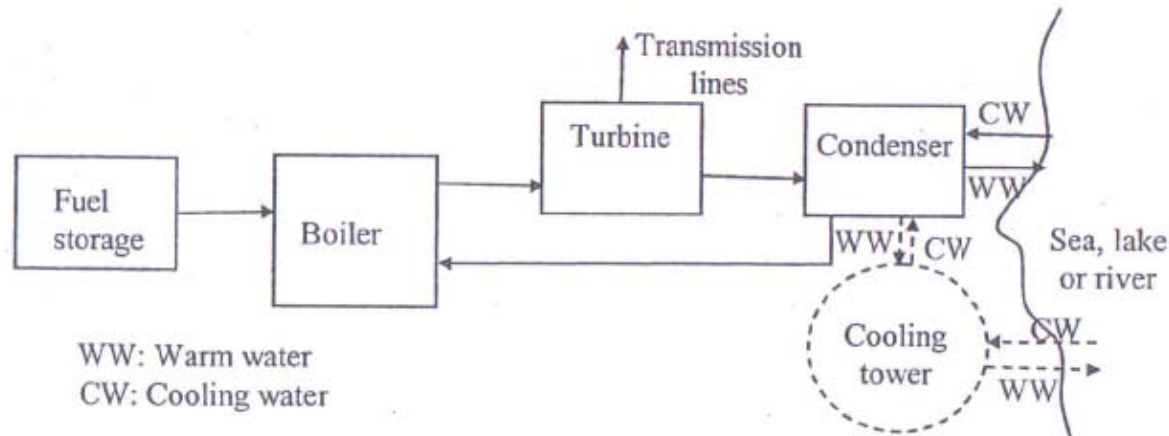 Transmission
lines
Turbine
Condenser
CW
WW
Fuel
storage
Boiler
WW
CW
Sea, lake
or river
Cooling
tower
CW
WW
WW: Warm water
CW: Cooling water